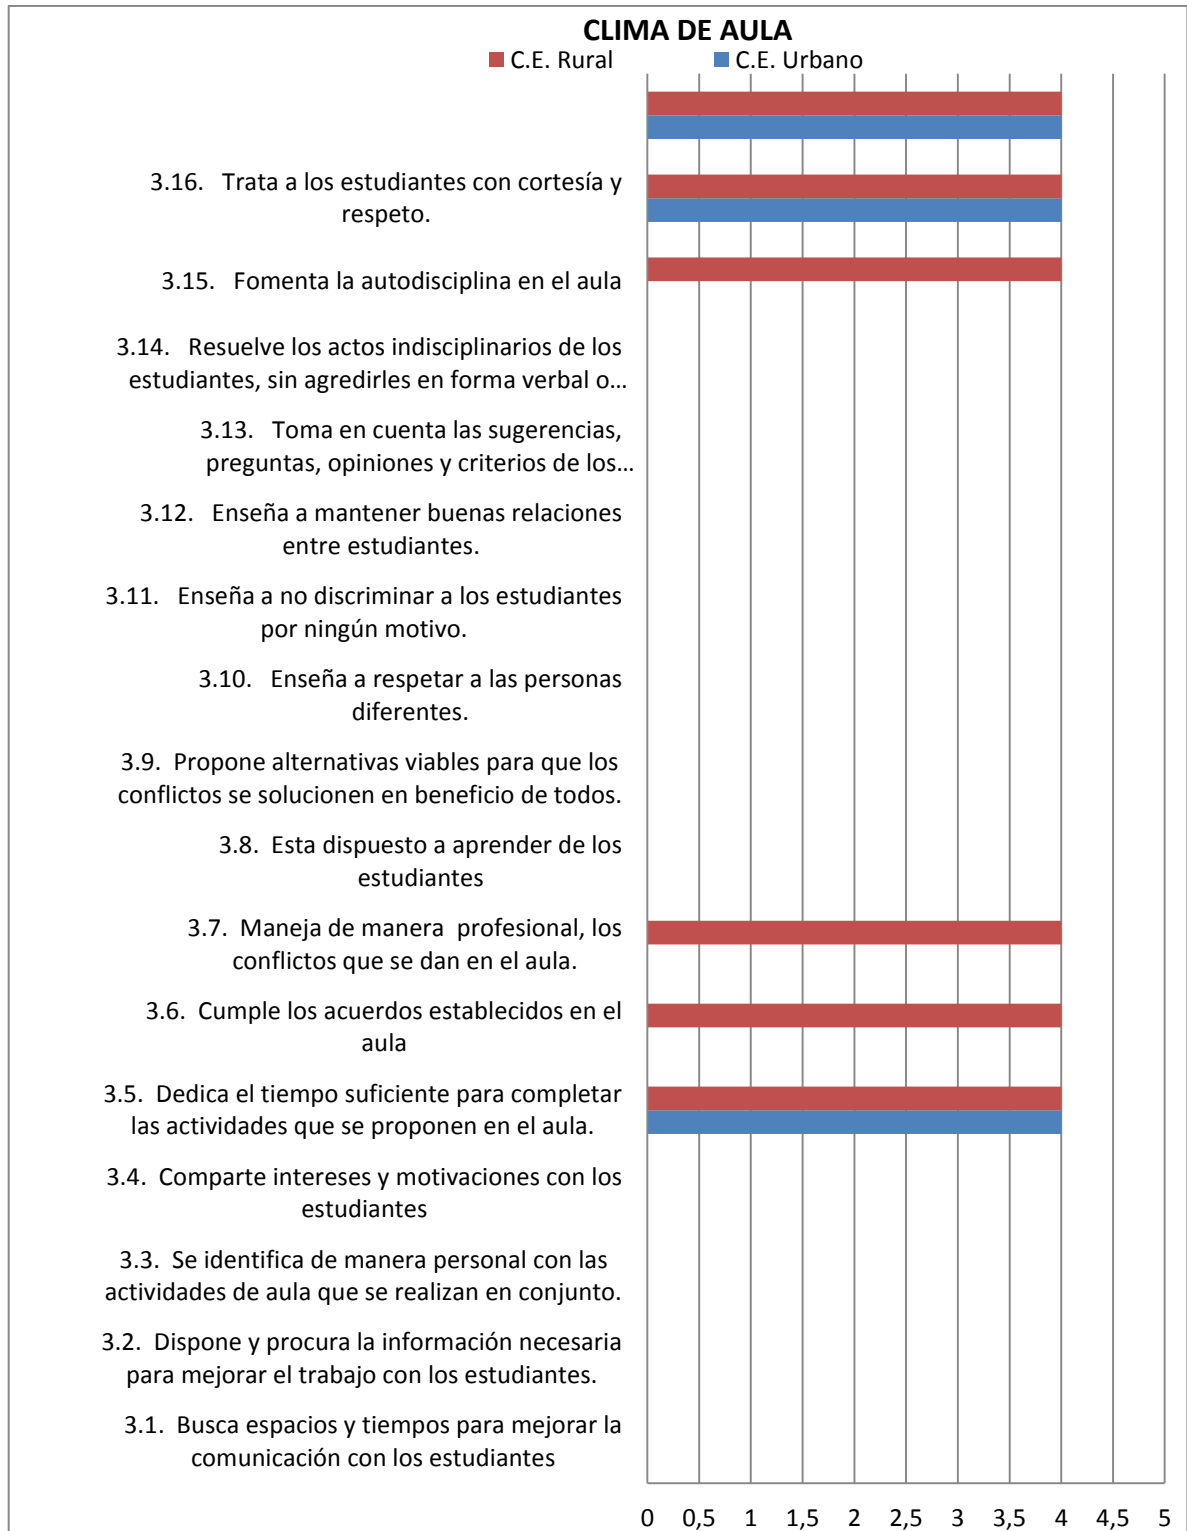 CLIMA DE AULA
C.E. Rural C.E. Urbano
3.16. Trata a los estudiantes con cortesía y
respeto.
3.15. Fomenta la autodisciplina en el aula
3.14. Resuelve los actos indisciplinarios de los
estudiantes, sin agredirles en forma verbal o…
3.13. Toma en cuenta las sugerencias,
preguntas, opiniones y criterios de los…
3.12. Enseña a mantener buenas relaciones
entre estudiantes.
3.11. Enseña a no discriminar a los estudiantes
por ningún motivo.
3.10. Enseña a respetar a las personas
diferentes.
3.9. Propone alternativas viables para que los
conflictos se solucionen en beneficio de todos.
3.8. Esta dispuesto a aprender de los
estudiantes
3.7. Maneja de manera profesional, los
conflictos que se dan en el aula.
3.6. Cumple los acuerdos establecidos en el
aula
3.5. Dedica el tiempo suficiente para completar
las actividades que se proponen en el aula.
3.4. Comparte intereses y motivaciones con los
estudiantes
3.3. Se identifica de manera personal con las
actividades de aula que se realizan en conjunto.
3.2. Dispone y procura la información necesaria
para mejorar el trabajo con los estudiantes.
3.1. Busca espacios y tiempos para mejorar la
comunicación con los estudiantes
0 0,5 1 1,5 2 2,5 3 3,5 4 4,5 5